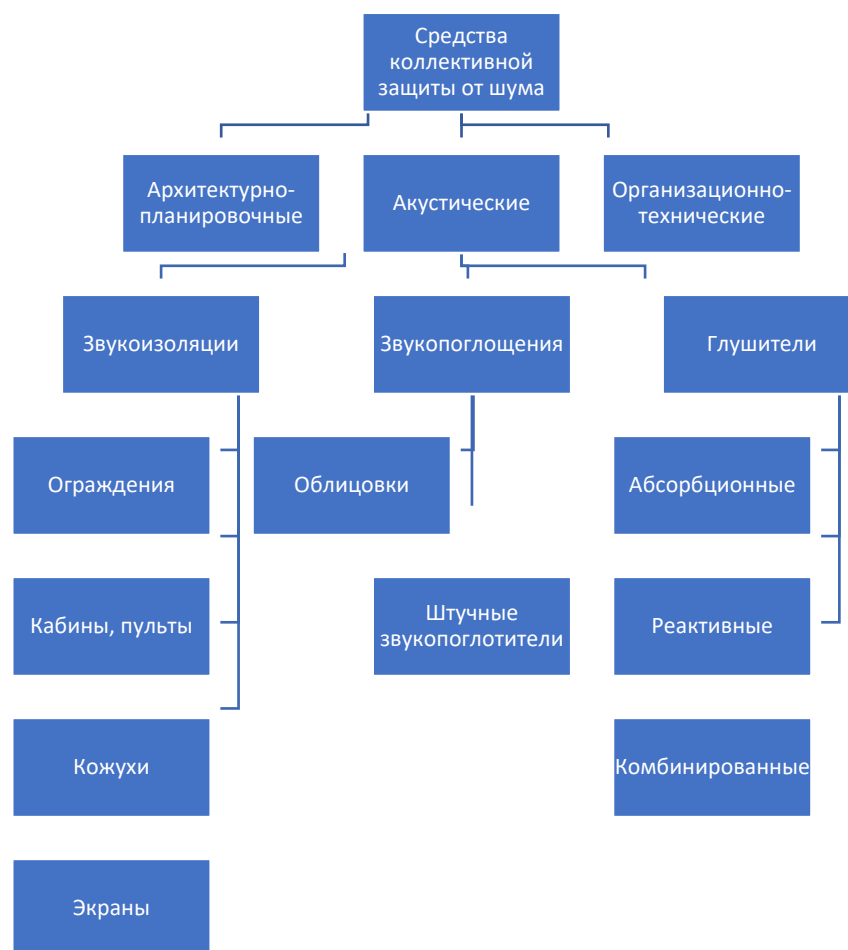 Средства
коллективной
защиты от шума
Архитектурно-
планировочные
Акустические
Организационно-
технические
Звукоизоляции
Звукопоглощения
Глушители
Ограждения
Облицовки
Абсорбционные
Кабины, пульты
Штучные
звукопоглотители
Реактивные
Кожухи
Комбинированные
Экраны